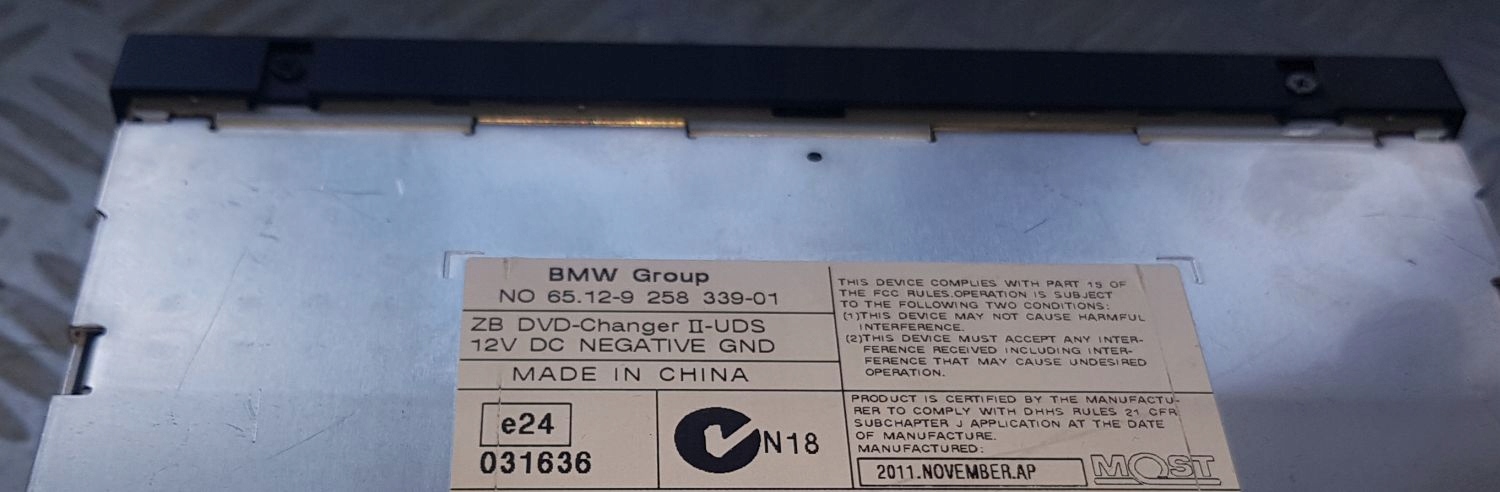 BMW Group
NO 65.12-9 258 339-01
ZB DVD-Changer II-UDS
12V DC NEGATIVE GND
MADE IN CHINA
e24
031636
N18
THIS DEVICE COMPLIES WITH PART 15 OF
THE FCC RULES.OPERATION IS SUBJECT
TO THE FOLLOWING TWO CONDITIONS:
(1)THIS DEVICE MAY NOT CAUSE HARMFUL
INTERFERENCE.
(2)THIS DEVICE MUST ACCEPT ANY INTER-
FERENCE RECEIVED INCLUDING INTER-
FERENCE THAT MAY CAUSE UNDESIRED
OPERATION.
PRODUCT IS CERTIFIED BY THE MANUFACTU-
RER TO COMPLY WITH DHHS RULES 21 CFR
SUBCHAPTER J APPLICATION AT THE DATE
OF MANUFACTURE.
MANUFACTURED:
2011.NOVEMBER.AP
MOST